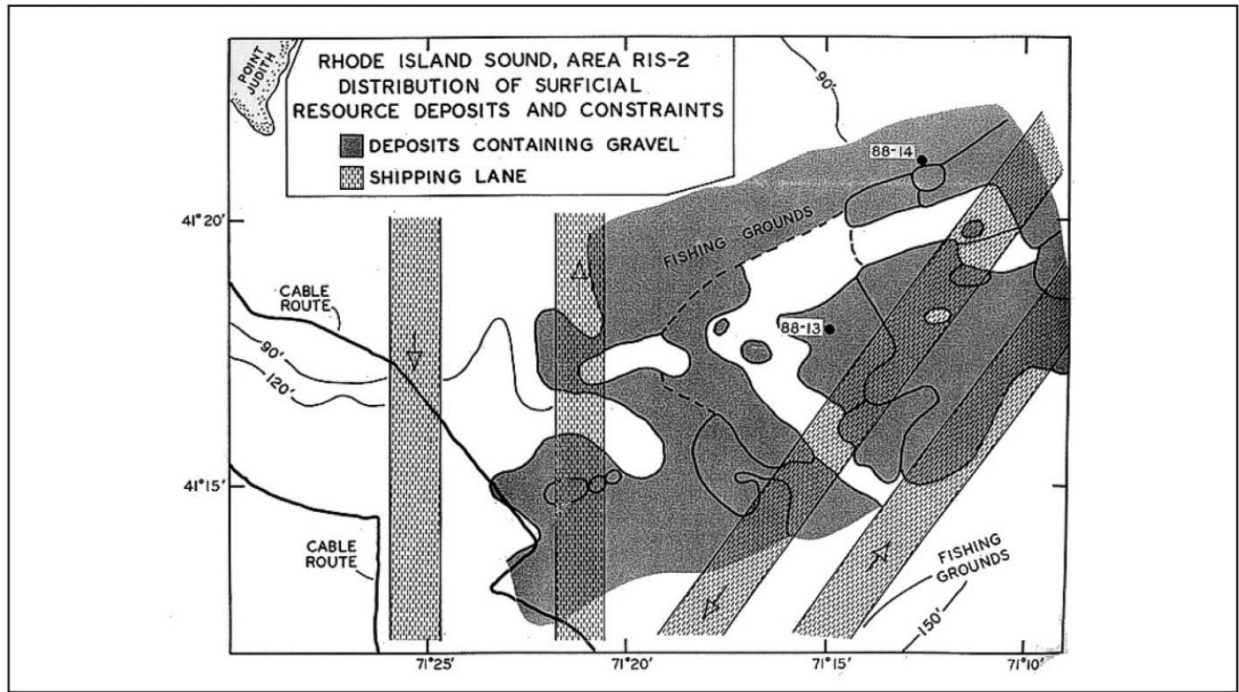 POINT
JUDITH
RHODE ISLAND SOUND, AREA RIS-2
DISTRIBUTION OF SURFICIAL
RESOURCE DEPOSITS AND CONSTRAINTS
DEPOSITS CONTAINING GRAVEL
SHIPPING LANE
90'
88-14
41°20'
FISHING GROUNDS
CABLE
ROUTE
88-13
90'
120'
41°15'
CABLE
ROUTE
FISHING
GROUNDS
150'
71°25'
71°20'
71°15'
71°10'